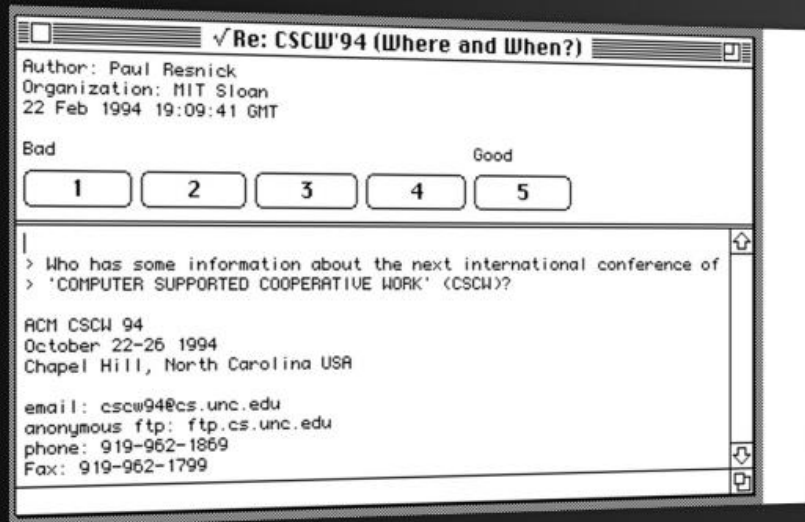 √Re: CSCW'94 (Where and When?)
Author: Paul Resnick
Organization: MIT Sloan
22 Feb 1994 19:09:41 GMT
Bad Good
1 2 3 4 5
> Who has some information about the next international conference of
> 'COMPUTER SUPPORTED COOPERATIVE WORK' (CSCW)?
ACM CSCW 94
October 22-26 1994
Chapel Hill, North Carolina USA
email: cscw94@cs.unc.edu
anonymous ftp: ftp.cs.unc.edu
phone: 919-962-1869
Fax: 919-962-1799